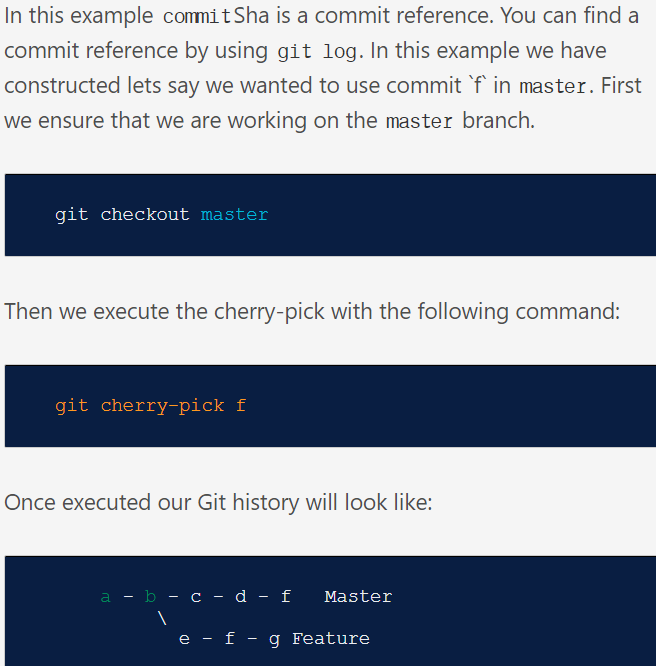 In this example commitSha is a commit reference. You can find a
commit reference by using git log. In this example we have
constructed lets say we wanted to use commit `f` in master. First
we ensure that we are working on the master branch.
git checkout master
Then we execute the cherry-pick with the following command:
git cherry-pick f
Once executed our Git history will look like:
a - b - c - d - f   Master
     \
       e - f - g Feature